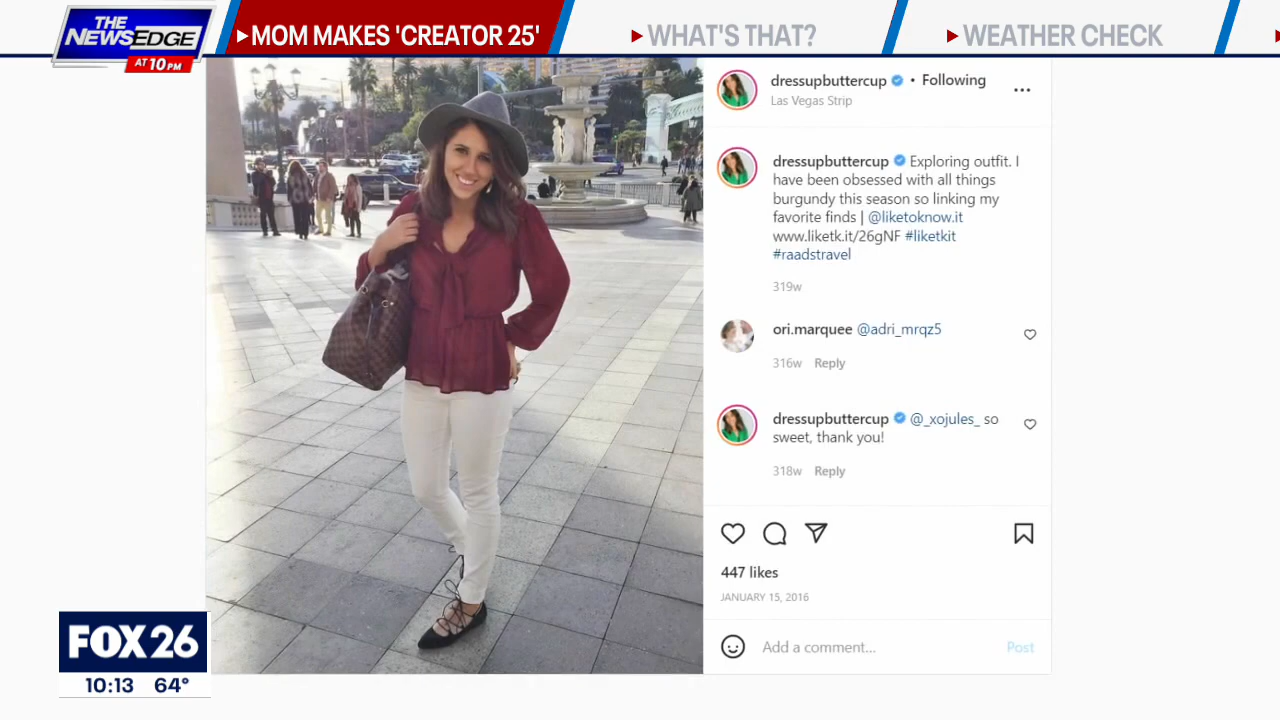 THE NEWSEDGE AT 10 PM
MOM MAKES 'CREATOR 25'
WHAT'S THAT?
WEATHER CHECK
dressupbuttercup • Following
Las Vegas Strip
dressupbuttercup Exploring outfit. I
have been obsessed with all things
burgundy this season so linking my
favorite finds | @liketoknow.it
www.liketk.it/26gNF #liketkit
#raadstravel
319w
ori.marquee @adri_mrqz5
316w Reply
dressupbuttercup @_xojules_ so
sweet, thank you!
318w Reply
447 likes
JANUARY 15, 2016
Add a comment... Post
FOX 26
10:13 64°